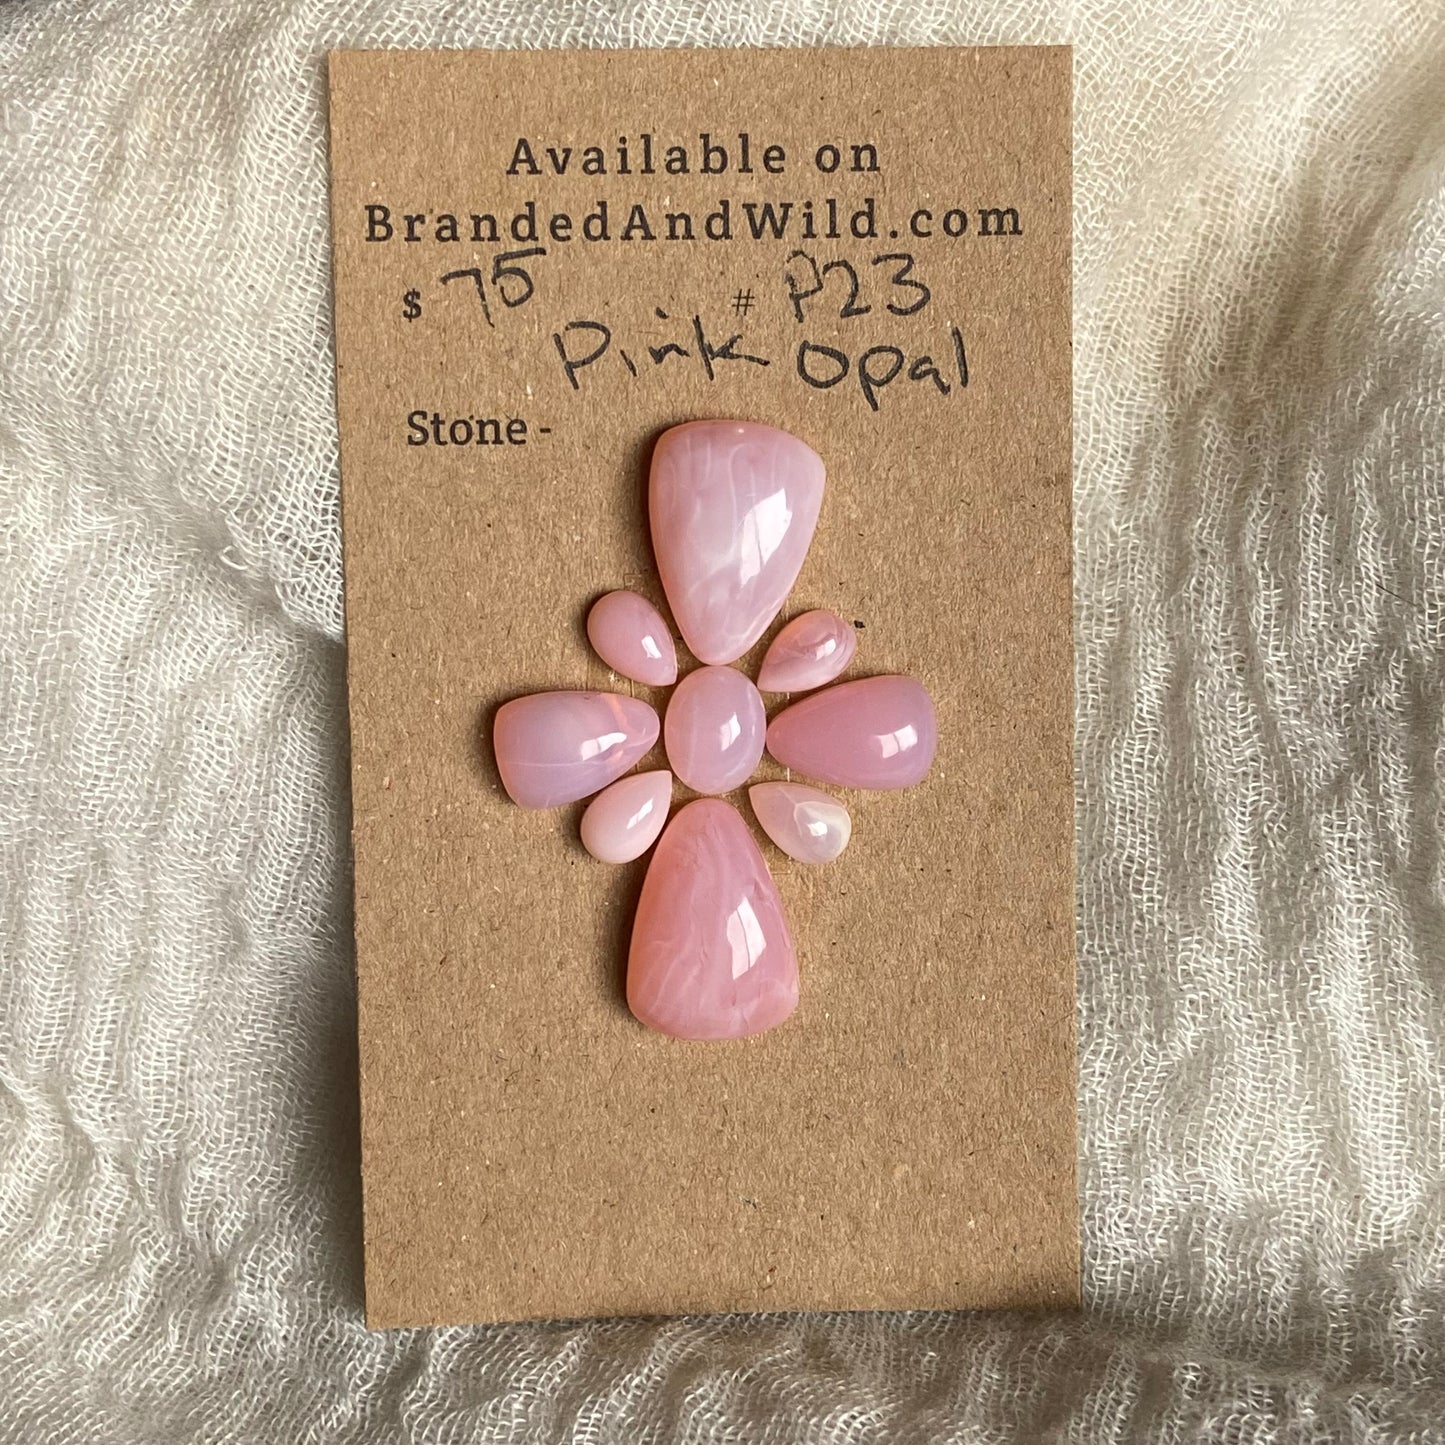 Available on
BrandedAndWild.com
$ 75 # P23
Pink Opal
Stone -